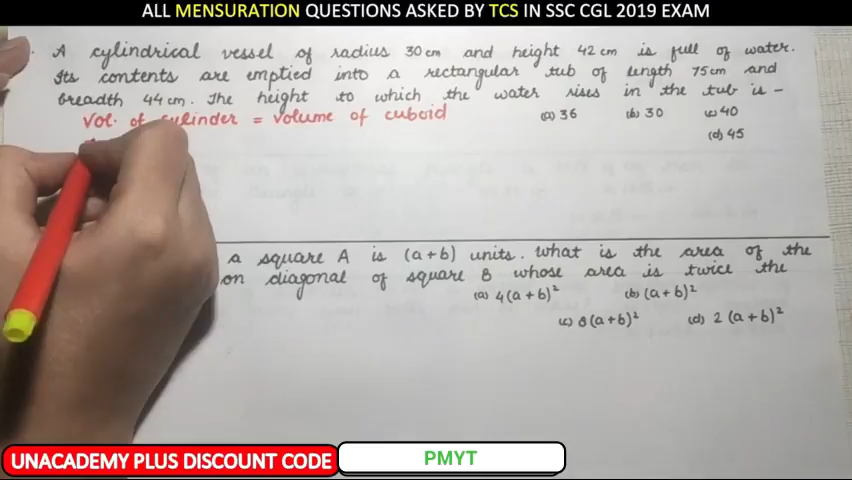 ALL MENSURATION QUESTIONS ASKED BY TCS IN SSC CGL 2019 EXAM
A cylindrical vessel of radius 30 cm and height 42 cm is full of water.
Its contents are emptied into a rectangular tub of length 75 cm and
breadth 44 cm. The height to which the water rises in the tub is -
Vol. of cylinder = Volume of cuboid
(a) 36 (b) 30 (c) 40
(d) 45
a square A is (a+b) units. What is the area of the
on diagonal of square B whose area is twice the
(a) 4(a+b)² (b) (a+b)²
(c) 8(a+b)² (d) 2(a+b)²
UNACADEMY PLUS DISCOUNT CODE PMYT